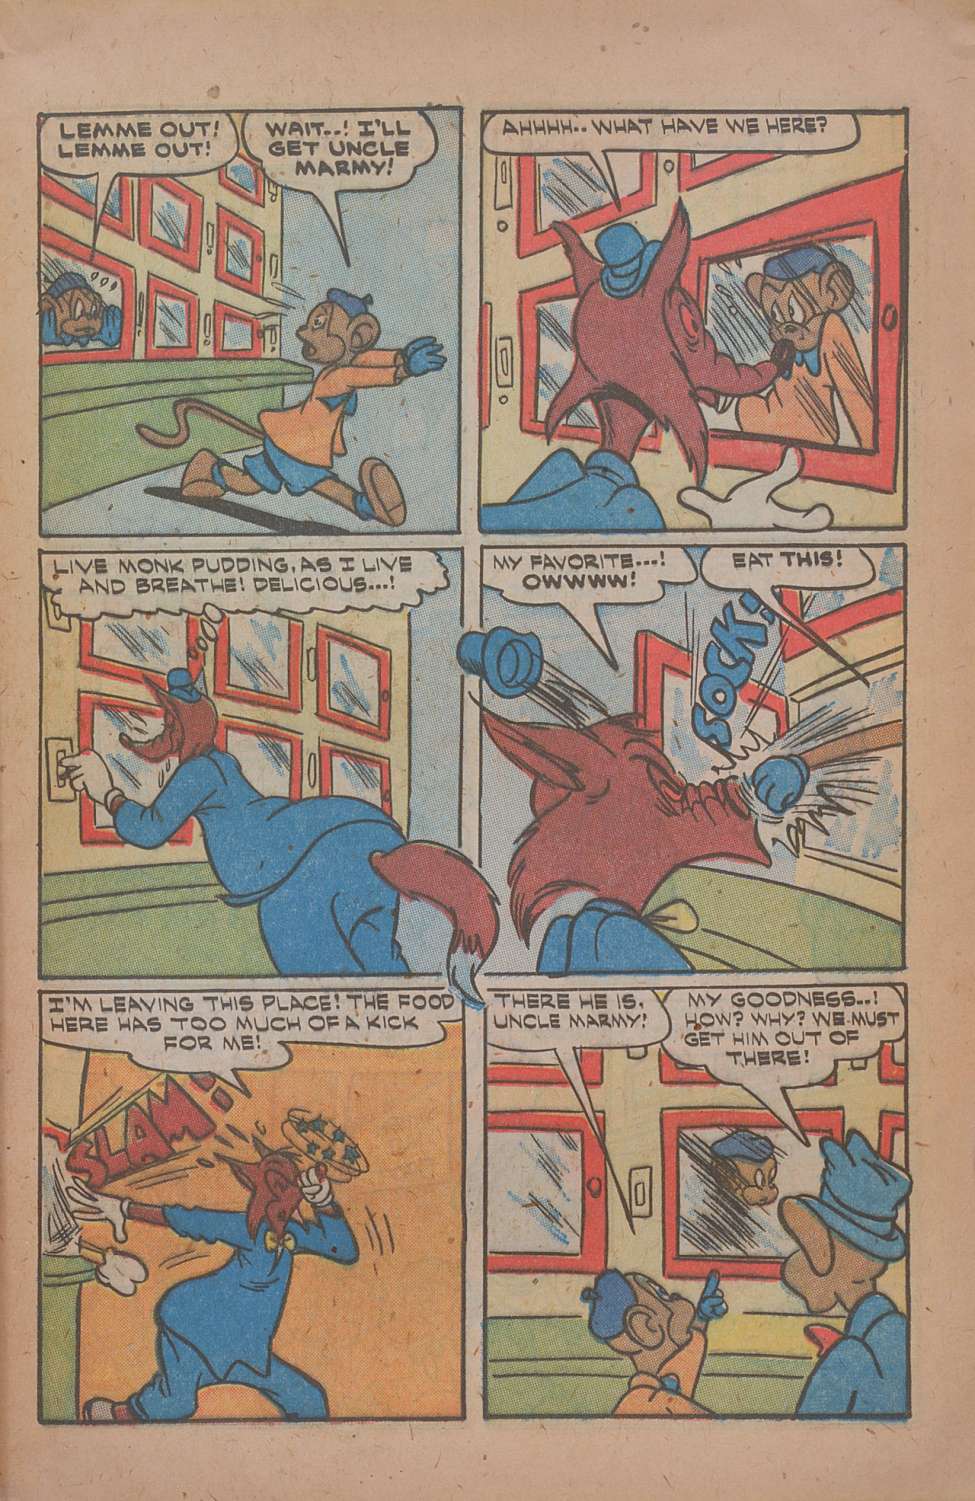 LEMME OUT!
LEMME OUT!
WAIT..! I'LL
GET UNCLE
MARMY!
AHHHH.. WHAT HAVE WE HERE?
LIVE MONK PUDDING, AS I LIVE
AND BREATHE! DELICIOUS...!
MY FAVORITE...!
OWWWW!
EAT THIS!
SOCK!
I'M LEAVING THIS PLACE! THE FOOD
HERE HAS TOO MUCH OF A KICK
FOR ME!
SLAM!
THERE HE IS,
UNCLE MARMY!
MY GOODNESS..!
HOW? WHY? WE MUST
GET HIM OUT OF
THERE!